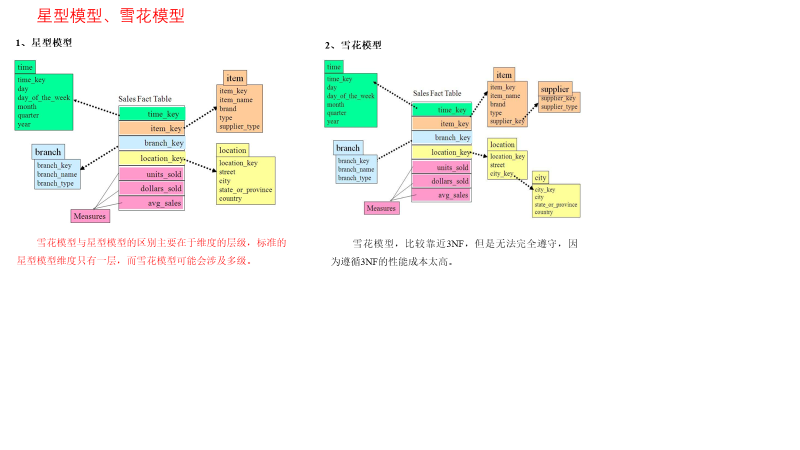 星型模型、雪花模型
1、星型模型
time
time_key
day
day_of_the_week
month
quarter
year
branch
branch_key
branch_name
branch_type
Sales Fact Table
time_key
item_key
branch_key
location_key
units_sold
dollars_sold
avg_sales
Measures
item
item_key
item_name
brand
type
supplier_type
location
location_key
street
city
state_or_province
country
雪花模型与星型模型的区别主要在于维度的层级，标准的
星型模型维度只有一层，而雪花模型可能会涉及多级。
2、雪花模型
time
time_key
day
day_of_the_week
month
quarter
year
branch
branch_key
branch_name
branch_type
Sales Fact Table
time_key
item_key
branch_key
location_key
units_sold
dollars_sold
avg_sales
Measures
item
item_key
item_name
brand
type
supplier_key
supplier
supplier_key
supplier_type
location
location_key
street
city_key
city
city_key
city
state_or_province
country
雪花模型，比较靠近3NF，但是无法完全遵守，因
为遵循3NF的性能成本太高。